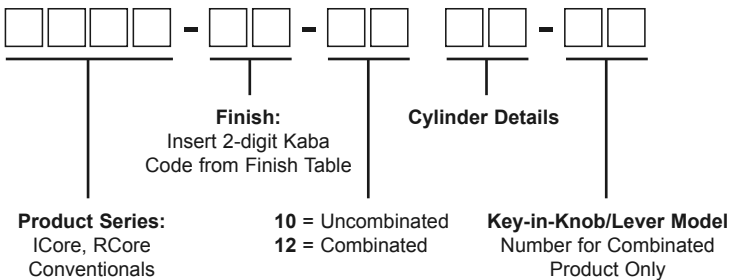 Finish:
Insert 2-digit Kaba
Code from Finish Table
Cylinder Details
Product Series:
ICore, RCore
Conventionals
10 = Uncombinated
12 = Combinated
Key-in-Knob/Lever Model
Number for Combinated
Product Only